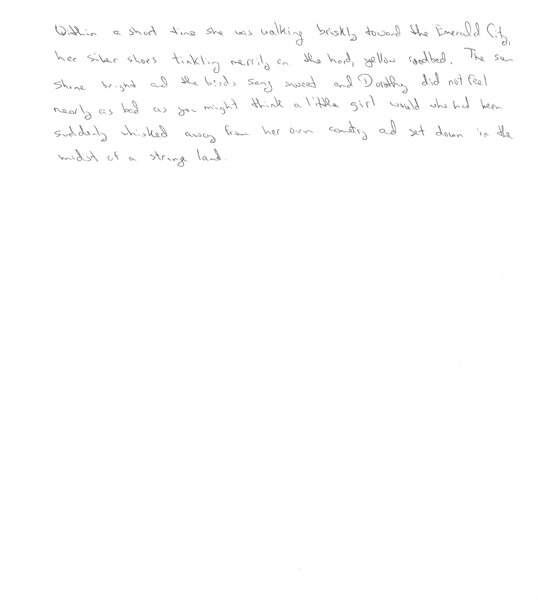 Within a short time she was walking briskly toward the Emerald City,
her silver shoes tinkling merrily on the hard, yellow roadbed. The sun
shone bright and the birds sang sweet and Dorothy did not feel
nearly as bad as you might think a little girl would who had been
suddenly whisked away from her own country and set down in the
midst of a strange land.